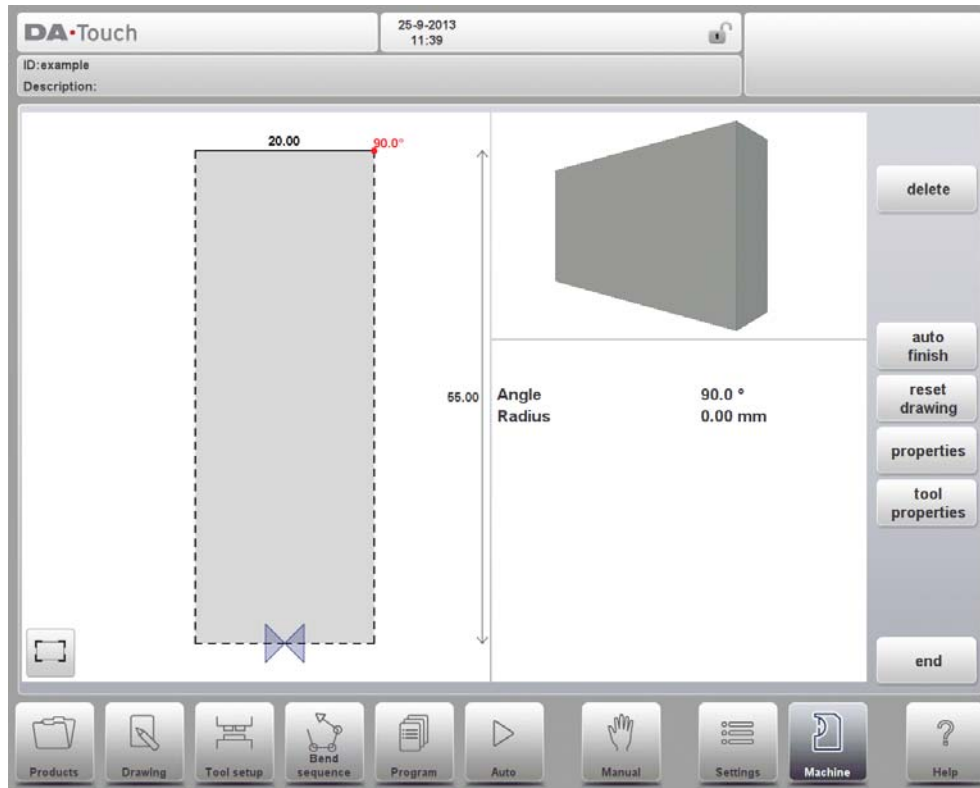 DA•Touch
25-9-2013
11:39
ID:example
Description:
20.00
90.0°
55.00
Angle 90.0 °
Radius 0.00 mm
delete
auto
finish
reset
drawing
properties
tool
properties
end
Products
Drawing
Tool setup
Bend
sequence
Program
Auto
Manual
Settings
Machine
?
Help